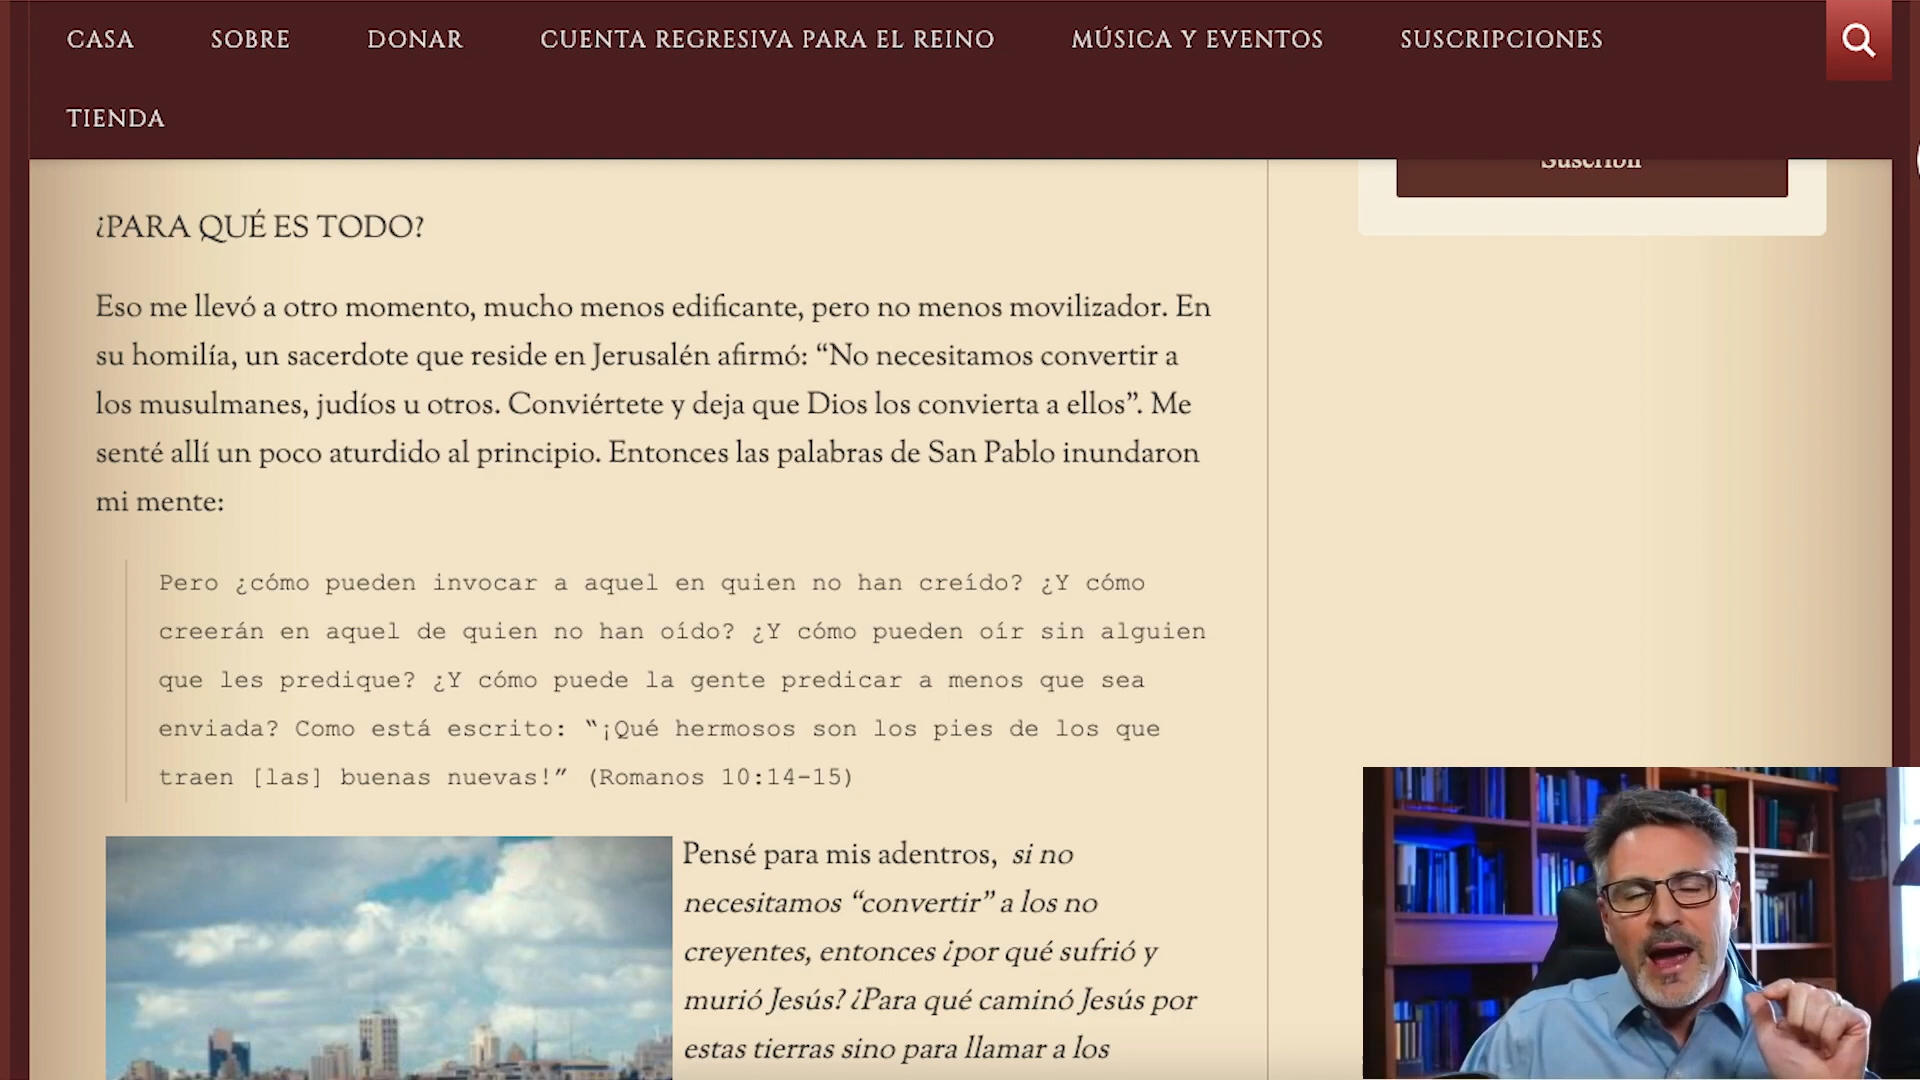 CASA SOBRE DONAR CUENTA REGRESIVA PARA EL REINO MÚSICA Y EVENTOS SUSCRIPCIONES
TIENDA
¿PARA QUÉ ES TODO?
Eso me llevó a otro momento, mucho menos edificante, pero no menos movilizador. En
su homilía, un sacerdote que reside en Jerusalén afirmó: “No necesitamos convertir a
los musulmanes, judíos u otros. Conviértete y deja que Dios los convierta a ellos”. Me
senté allí un poco aturdido al principio. Entonces las palabras de San Pablo inundaron
mi mente:
Pero ¿cómo pueden invocar a aquel en quien no han creído? ¿Y cómo
creerán en aquel de quien no han oído? ¿Y cómo pueden oír sin alguien
que les predique? ¿Y cómo puede la gente predicar a menos que sea
enviada? Como está escrito: “¡Qué hermosos son los pies de los que
traen [las] buenas nuevas!” (Romanos 10:14-15)
Pensé para mis adentros, si no
necesitamos “convertir” a los no
creyentes, entonces ¿por qué sufrió y
murió Jesús? ¿Para qué caminó Jesús por
estas tierras sino para llamar a los